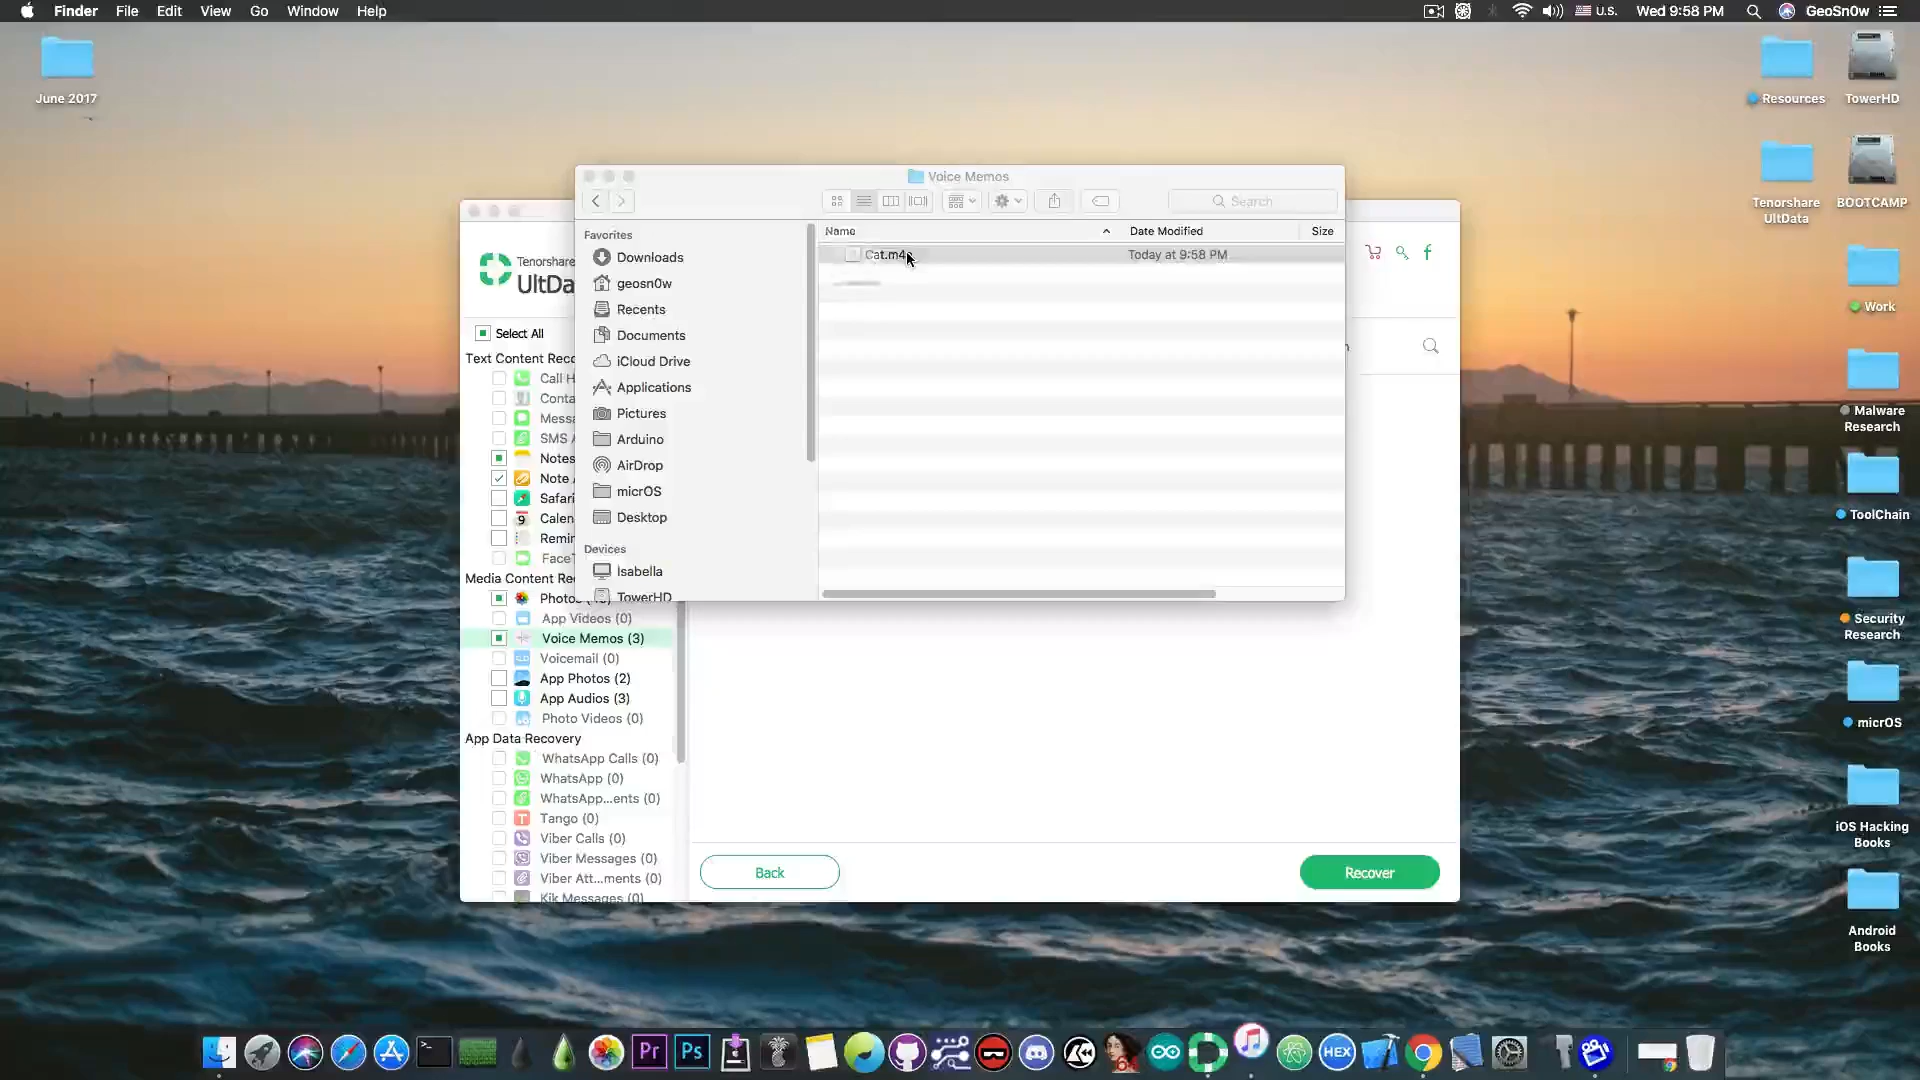 Finder File Edit View Go Window Help
U.S. Wed 9:58 PM GeoSn0w
June 2017
Resources
TowerHD
Tenorshare
UltData
BOOTCAMP
Work
Malware
Research
ToolChain
Security
Research
micrOS
iOS Hacking
Books
Android
Books
Voice Memos
Search
Favorites
Downloads
geosn0w
Recents
Documents
iCloud Drive
Applications
Pictures
Arduino
AirDrop
micrOS
Desktop
Devices
Isabella
TowerHD
Name Date Modified Size
Cat.m4a Today at 9:58 PM
Tenorshare
UltDa
Select All
Text Content Reco
Call H
Conta
Messa
SMS A
Notes
Note A
Safari
Calen
Remin
FaceT
Media Content Rec
Photos
App Videos (0)
Voice Memos (3)
Voicemail (0)
App Photos (2)
App Audios (3)
Photo Videos (0)
App Data Recovery
WhatsApp Calls (0)
WhatsApp (0)
WhatsApp...ents (0)
Tango (0)
Viber Calls (0)
Viber Messages (0)
Viber Att...ments (0)
Kik Messages (0)
Back
Recover
Pr
Ps
HEX